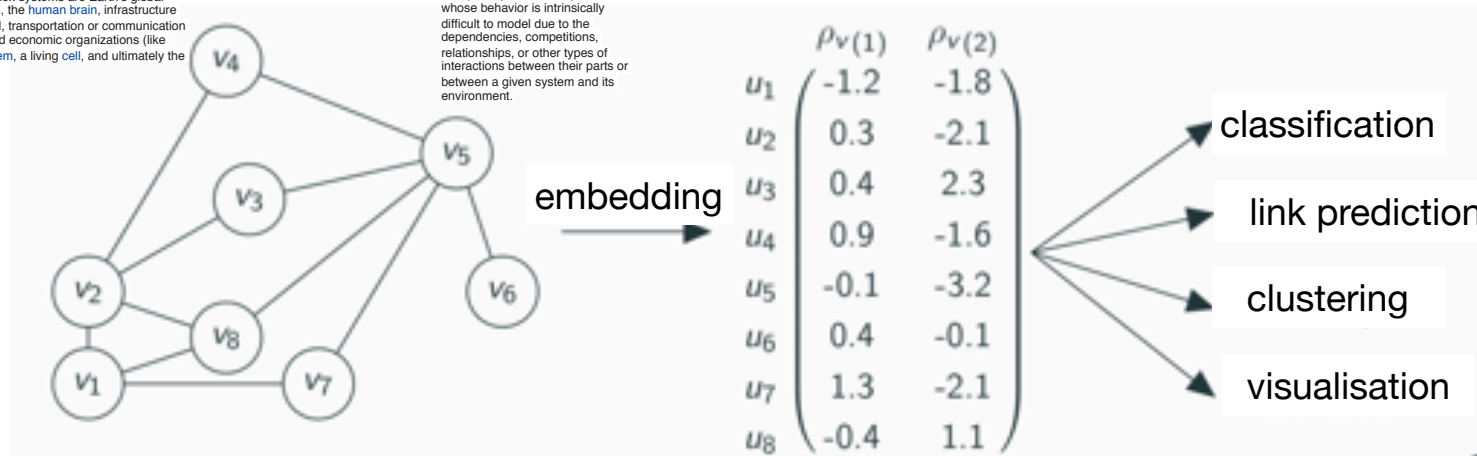 , the human brain, infrastructure
, transportation or communication
d economic organizations (like
em, a living cell, and ultimately the
whose behavior is intrinsically
difficult to model due to the
dependencies, competitions,
relationships, or other types of
interactions between their parts or
between a given system and its
environment.
v4
v5
v3
v2
v6
v8
v1
v7
embedding
ρv(1) ρv(2)
u1 -1.2 -1.8
u2 0.3 -2.1
u3 0.4 2.3
u4 0.9 -1.6
u5 -0.1 -3.2
u6 0.4 -0.1
u7 1.3 -2.1
u8 -0.4 1.1
classification
link prediction
clustering
visualisation